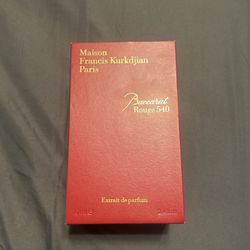 Maison
Francis Kurkdjian
Paris
Baccarat
Rouge 540
Extrait de parfum